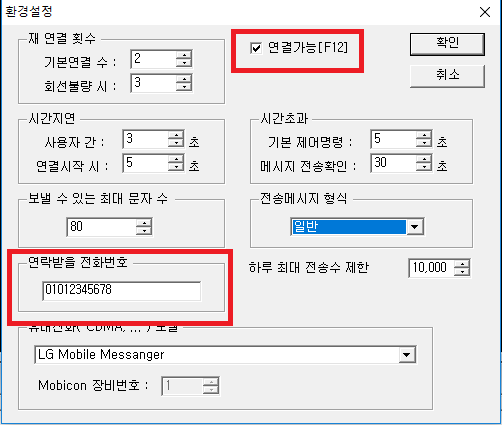 환경설정
재 연결 횟수
기본연결 수 : 2
회선불량 시 : 3
연결가능[F12]
확인
취소
시간지연
사용자 간 : 3 초
연결시작 시 : 5 초
시간초과
기본 제어명령 : 5 초
메시지 전송확인 : 30 초
보낼 수 있는 최대 문자 수
80
전송메시지 형식
일반
연락받을 전화번호
01012345678
하루 최대 전송수 제한 10,000
휴대전화("CDMA, ...") 모델
LG Mobile Messanger
Mobicon 장비번호 : 1